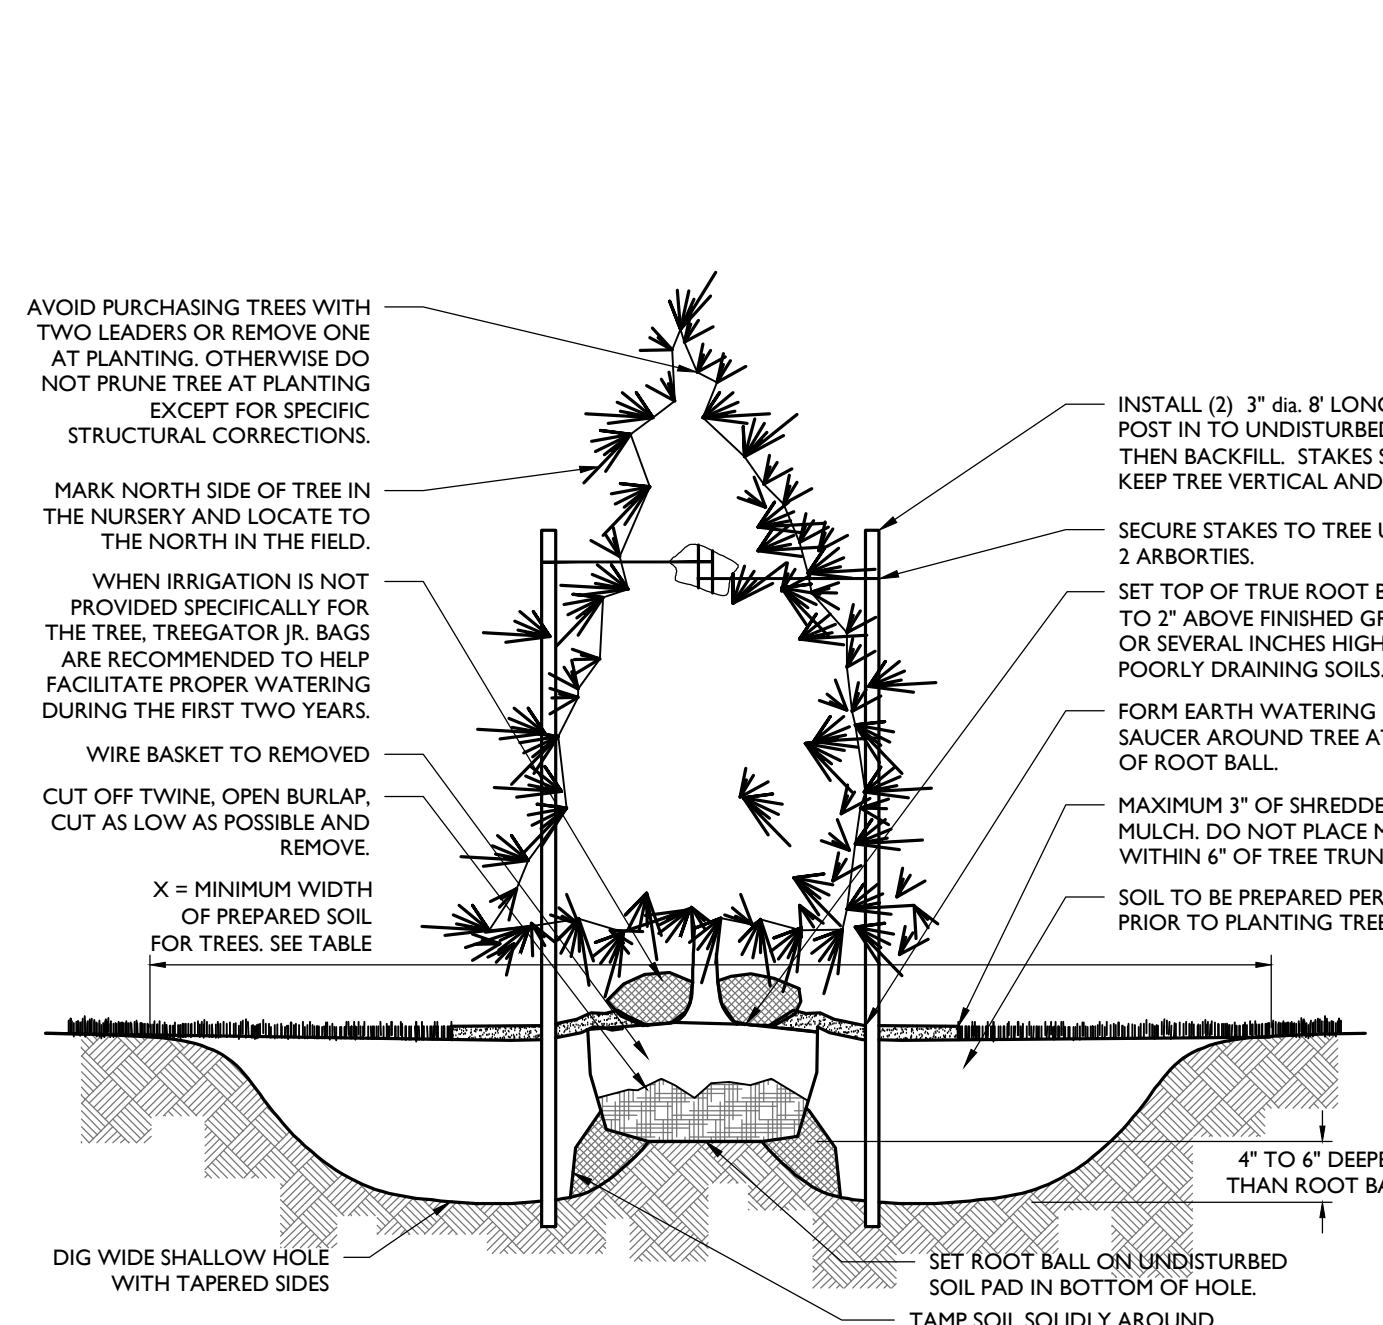 AVOID PURCHASING TREES WITH
TWO LEADERS OR REMOVE ONE
AT PLANTING. OTHERWISE DO
NOT PRUNE TREE AT PLANTING
EXCEPT FOR SPECIFIC
STRUCTURAL CORRECTIONS.
MARK NORTH SIDE OF TREE IN
THE NURSERY AND LOCATE TO
THE NORTH IN THE FIELD.
WHEN IRRIGATION IS NOT
PROVIDED SPECIFICALLY FOR
THE TREE, TREEGATOR JR. BAGS
ARE RECOMMENDED TO HELP
FACILITATE PROPER WATERING
DURING THE FIRST TWO YEARS.
WIRE BASKET TO REMOVED
CUT OFF TWINE, OPEN BURLAP,
CUT AS LOW AS POSSIBLE AND
REMOVE.
X = MINIMUM WIDTH
OF PREPARED SOIL
FOR TREES. SEE TABLE
DIG WIDE SHALLOW HOLE
WITH TAPERED SIDES
INSTALL (2) 3" dia. 8' LONG
POST IN TO UNDISTURBED
THEN BACKFILL. STAKES
KEEP TREE VERTICAL AND
SECURE STAKES TO TREE
2 ARBORTIES.
SET TOP OF TRUE ROOT
TO 2" ABOVE FINISHED
OR SEVERAL INCHES
POORLY DRAINING SOILS.
FORM EARTH WATERING
SAUCER AROUND TREE
OF ROOT BALL.
MAXIMUM 3" OF
MULCH. DO NOT PLACE
WITHIN 6" OF TREE
SOIL TO BE PREPARED PER
PRIOR TO PLANTING
4" TO 6"
THAN ROOT
SET ROOT BALL ON UNDISTURBED
SOIL PAD IN BOTTOM OF HOLE.
TAMP SOIL SOLIDLY AROUND